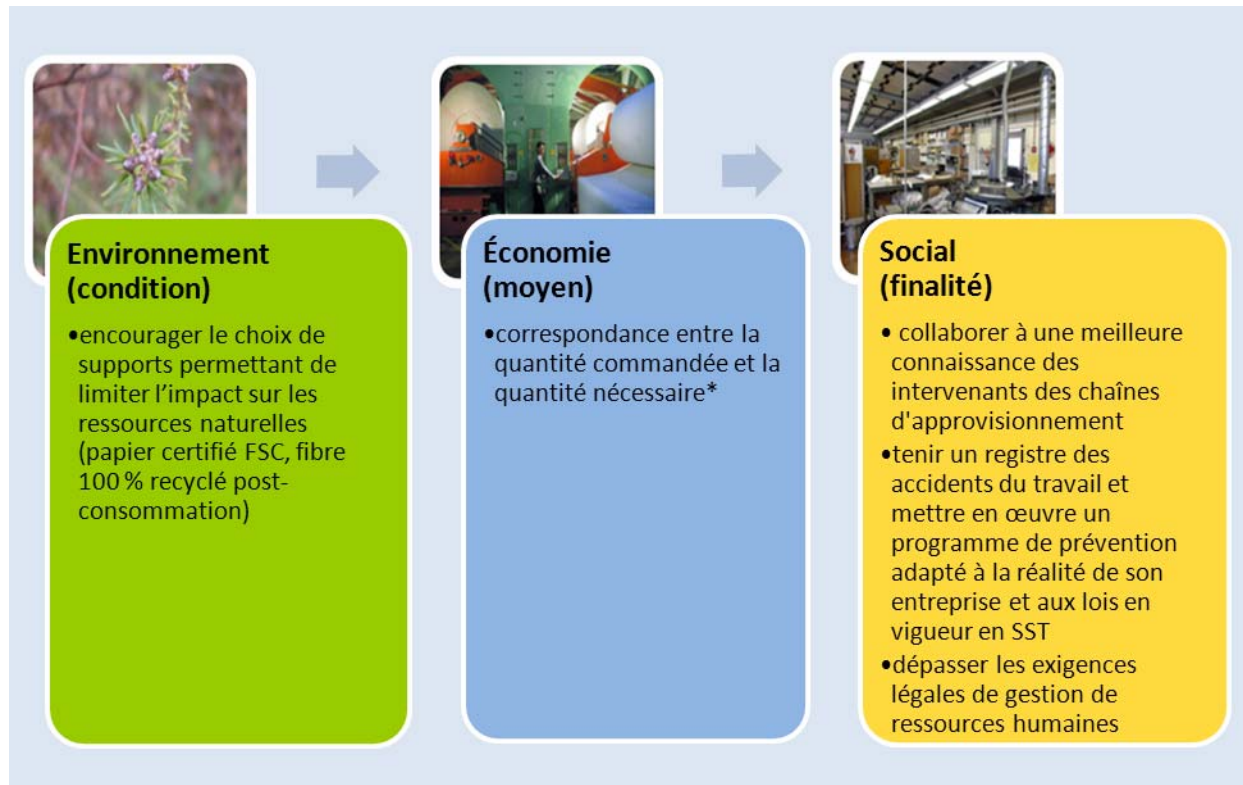 Environnement
(condition)
•encourager le choix de
supports permettant de
limiter l'impact sur les
ressources naturelles
(papier certifié FSC, fibre
100 % recyclé post-
consommation)
Économie
(moyen)
•correspondance entre la
quantité commandée et la
quantité nécessaire*
Social
(finalité)
• collaborer à une meilleure
connaissance des
intervenants des chaînes
d'approvisionnement
•tenir un registre des
accidents du travail et
mettre en œuvre un
programme de prévention
adapté à la réalité de son
entreprise et aux lois en
vigueur en SST
•dépasser les exigences
légales de gestion de
ressources humaines